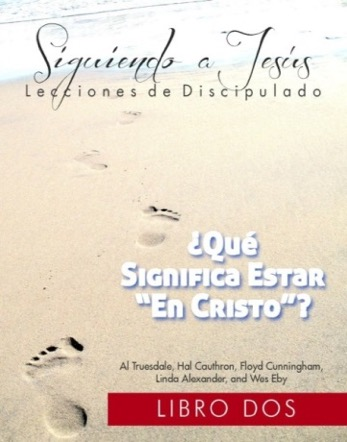 Siguiendo a Jesús
Lecciones de Discipulado
¿Qué
Significa Estar
"En Cristo"?
Al Truesdale, Hal Cauthron, Floyd Cunningham,
Linda Alexander, and Wes Eby
LIBRO DOS